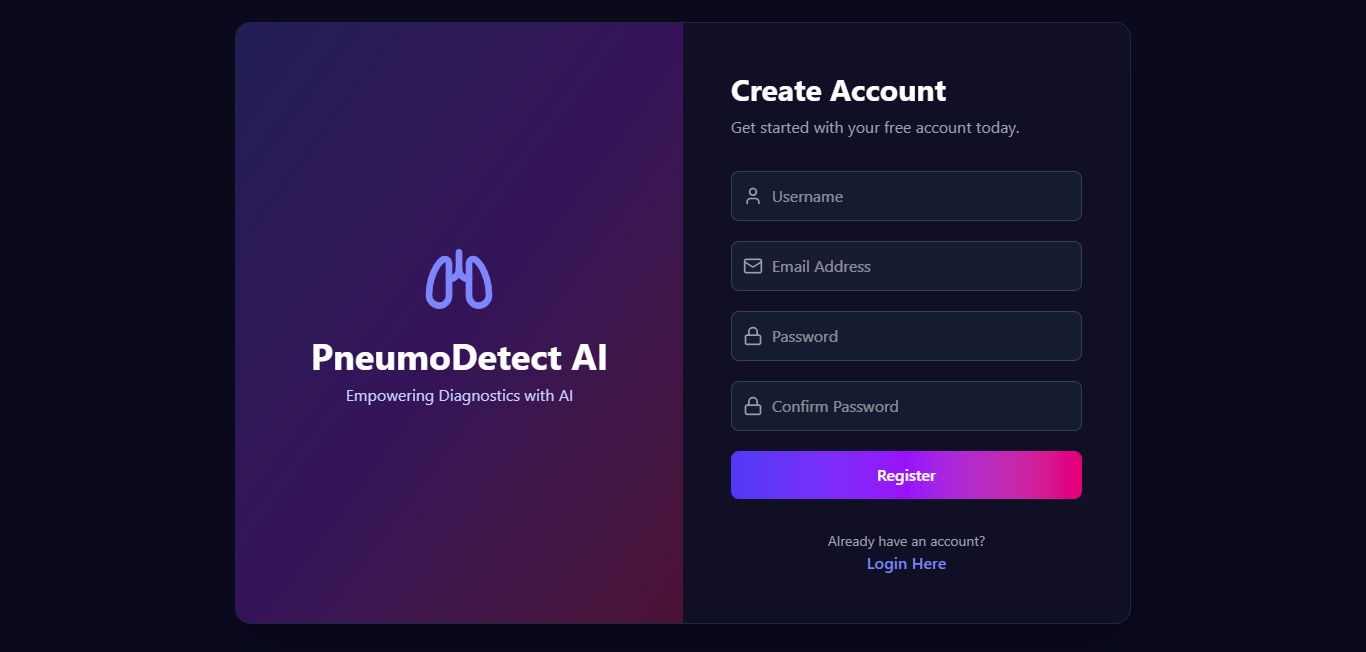 PneumoDetect AI
Empowering Diagnostics with AI
Create Account
Get started with your free account today.
Username
Email Address
Password
Confirm Password
Register
Already have an account?
Login Here